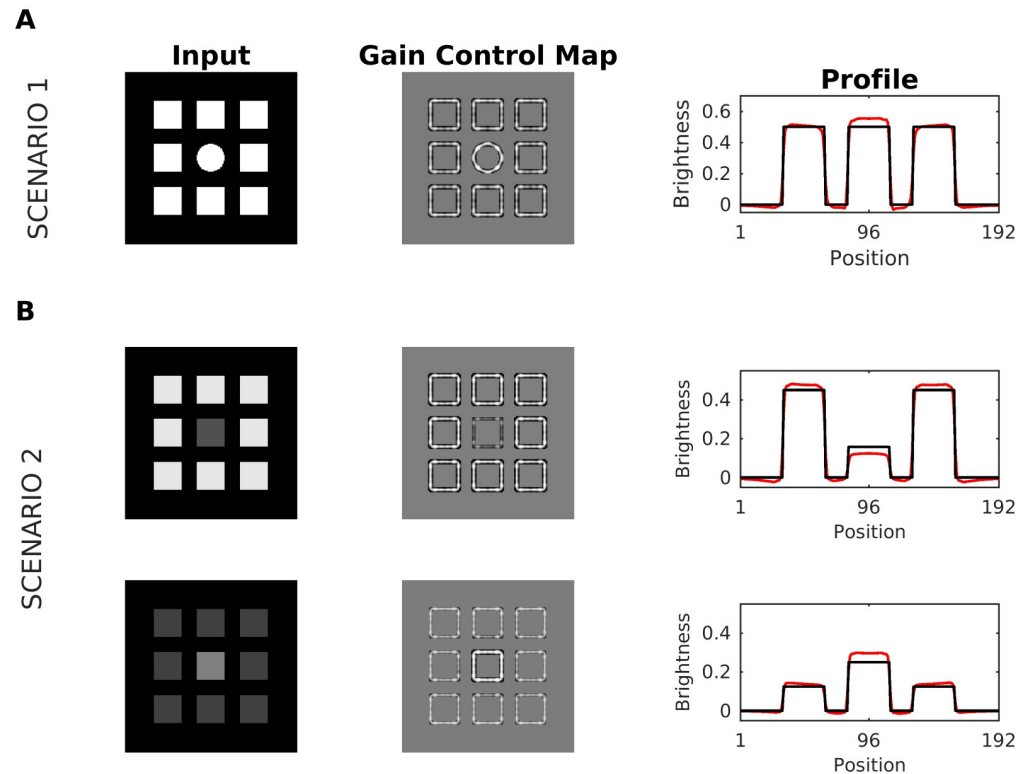 A
SCENARIO 1
Input
Gain Control Map
Profile
Brightness
0.6
0.4
0.2
0
1
96
192
Position
B
SCENARIO 2
Brightness
0.4
0.2
0
1
96
192
Position
Brightness
0.4
0.2
0
1
96
192
Position